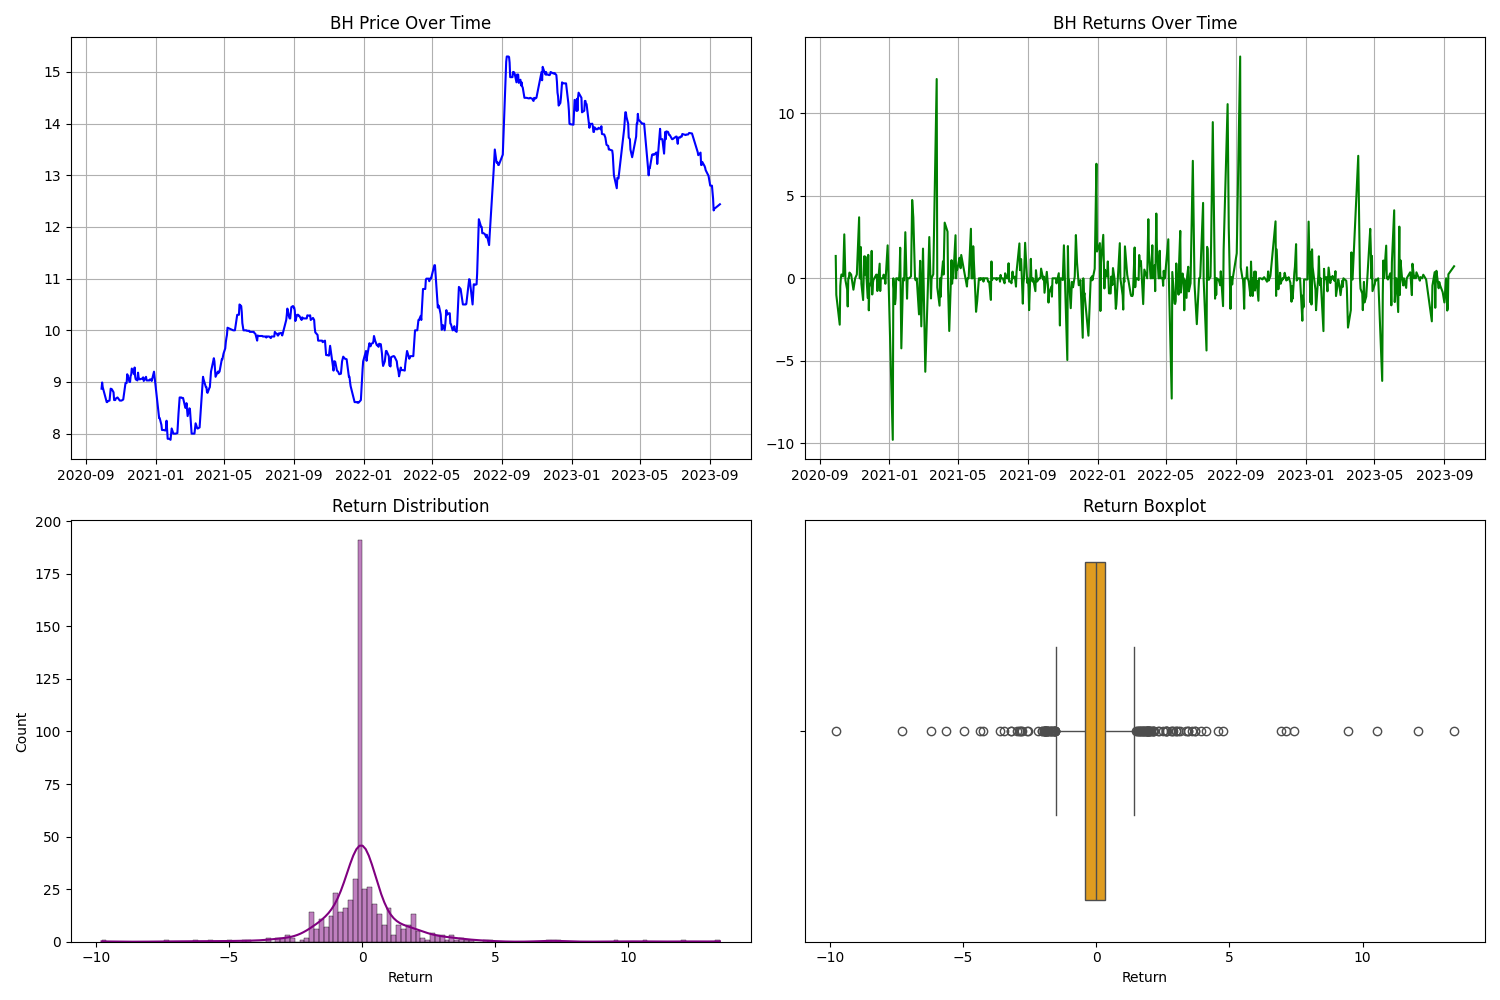 BH Price Over Time
15
14
13
12
11
10
9
8
2020-09 2021-01 2021-05 2021-09 2022-01 2022-05 2022-09 2023-01 2023-05 2023-09
BH Returns Over Time
10
5
0
−5
−10
2020-09 2021-01 2021-05 2021-09 2022-01 2022-05 2022-09 2023-01 2023-05 2023-09
Return Distribution
Count
200
175
150
125
100
75
50
25
0
−10 −5 0 5 10
Return
Return Boxplot
−10 −5 0 5 10
Return